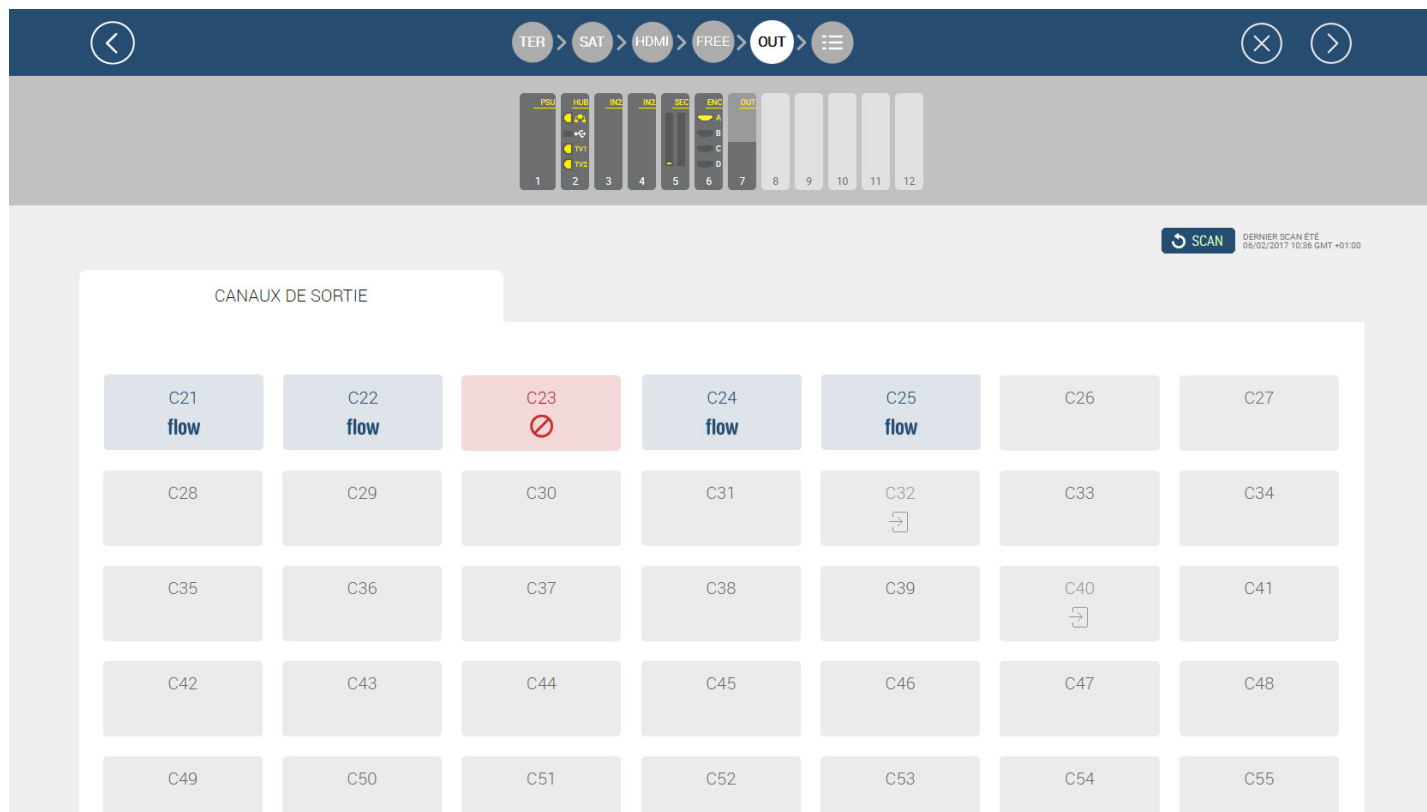 TER > SAT > HDMI > FREE > OUT >
PSU HUB IN2 IN2 SEC ENC OUT
A
B
TV1 C
TV2 D
1 2 3 4 5 6 7 8 9 10 11 12
SCAN DERNIER SCAN ÉTÉ
06/02/2017 10:36 GMT +01:00
CANAUX DE SORTIE
C21 C22 C23 C24 C25 C26 C27
flow flow flow flow
C28 C29 C30 C31 C32 C33 C34
C35 C36 C37 C38 C39 C40 C41
C42 C43 C44 C45 C46 C47 C48
C49 C50 C51 C52 C53 C54 C55